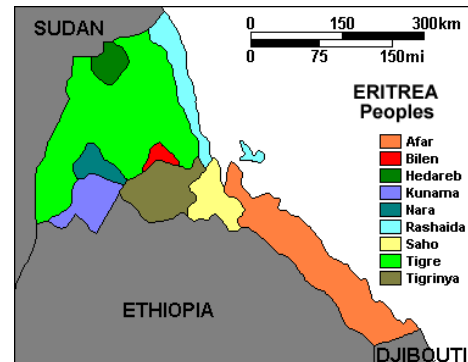 SUDAN
0 150 300km
0 75 150mi
ERITREA
Peoples
Afar
Bilen
Hedareb
Kunama
Nara
Rashaida
Saho
Tigre
Tigrinya
ETHIOPIA
DJIBOUTI